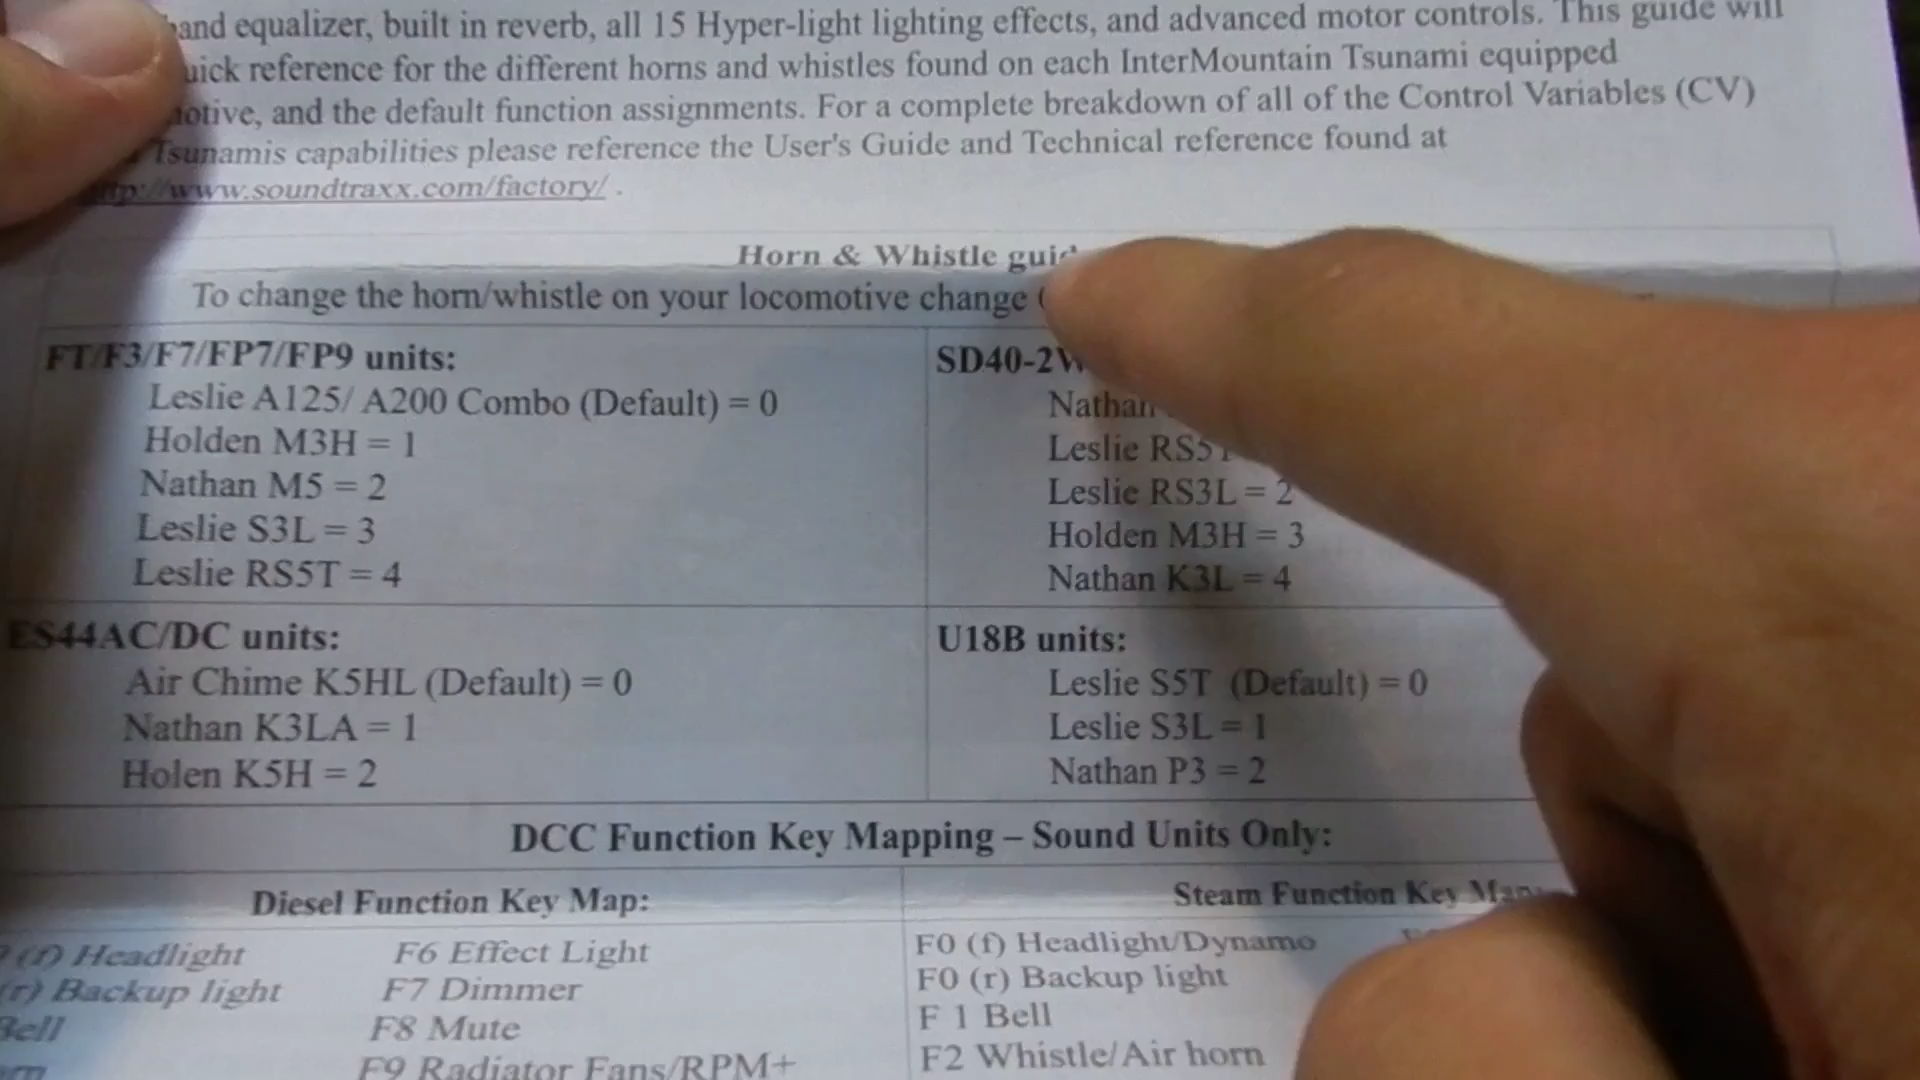 and equalizer, built in reverb, all 15 Hyper-light lighting effects, and advanced motor controls. This guide will
quick reference for the different horns and whistles found on each InterMountain Tsunami equipped
and the default function assignments. For a complete breakdown of all of the Control Variables (CV)
Tsunamis capabilities please reference the User's Guide and Technical reference found at
www.soundtraxx.com/factory/ .
Horn & Whistle
To change the horn/whistle on your locomotive change
FT/F3/F7/FP7/FP9 units:
Leslie A125/ A200 Combo (Default) = 0
Holden M3H = 1
Nathan M5 = 2
Leslie S3L = 3
Leslie RS5T = 4
SD40-2
Nathan
Leslie RS5
Leslie RS3L = 2
Holden M3H = 3
Nathan K3L = 4
ES44AC/DC units:
Air Chime K5HL (Default) = 0
Nathan K3LA = 1
Holen K5H = 2
U18B units:
Leslie S5T (Default) = 0
Leslie S3L = 1
Nathan P3 = 2
DCC Function Key Mapping – Sound Units Only:
Diesel Function Key Map:
(f) Headlight
(r) Backup light
Bell
F6 Effect Light
F7 Dimmer
F8 Mute
F9 Radiator Fans/RPM+
Steam Function Key Map
F0 (f) Headlight/Dynamo
F0 (r) Backup light
F 1 Bell
F2 Whistle/Air horn